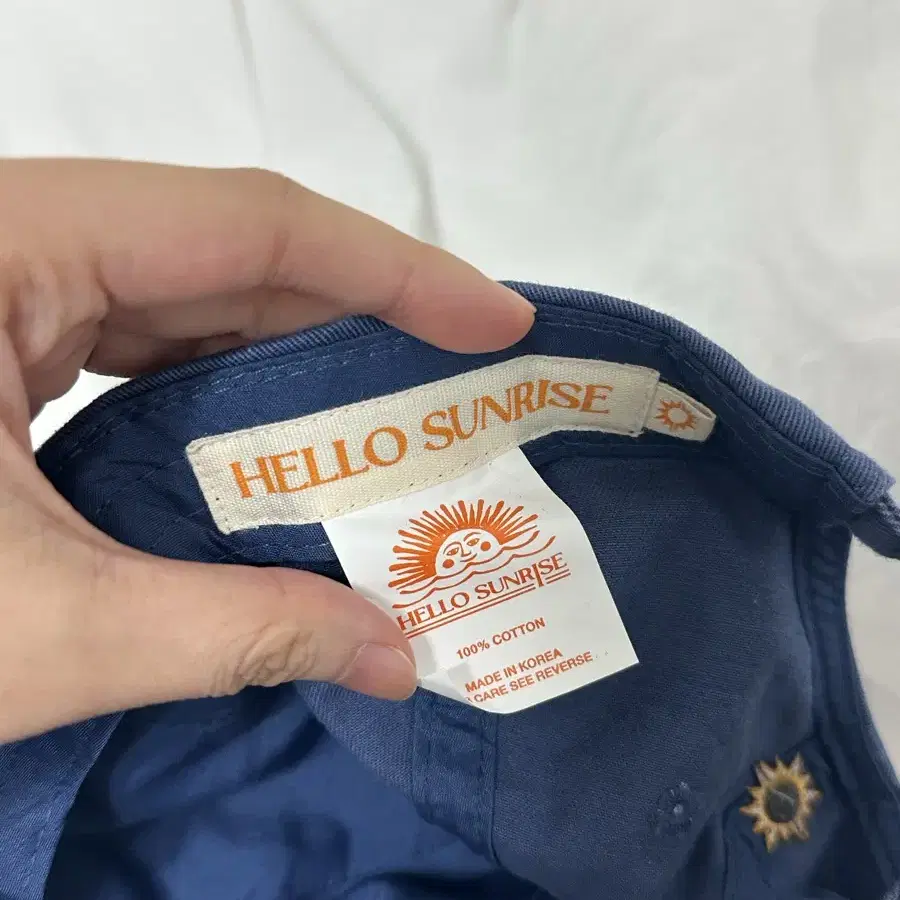 HELLO SUNRISE
HELLO SUNRISE
100% COTTON
MADE IN KOREA
CARE SEE REVERSE